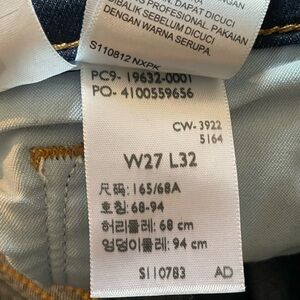 PROFESIONAL. PAKAIAN
DAPAT DICUCI
DIBALIK SEBELUM DICUCI
DENGAN WARNA SERUPA.
S110812 NXPK
PC9- 19632-0001
PO- 4100559656
CW-3922
5164
W27 L32
尺码: 165/68A
호칭: 68-94
허리둘레: 68 cm
엉덩이둘레: 94 cm
S110783 AD